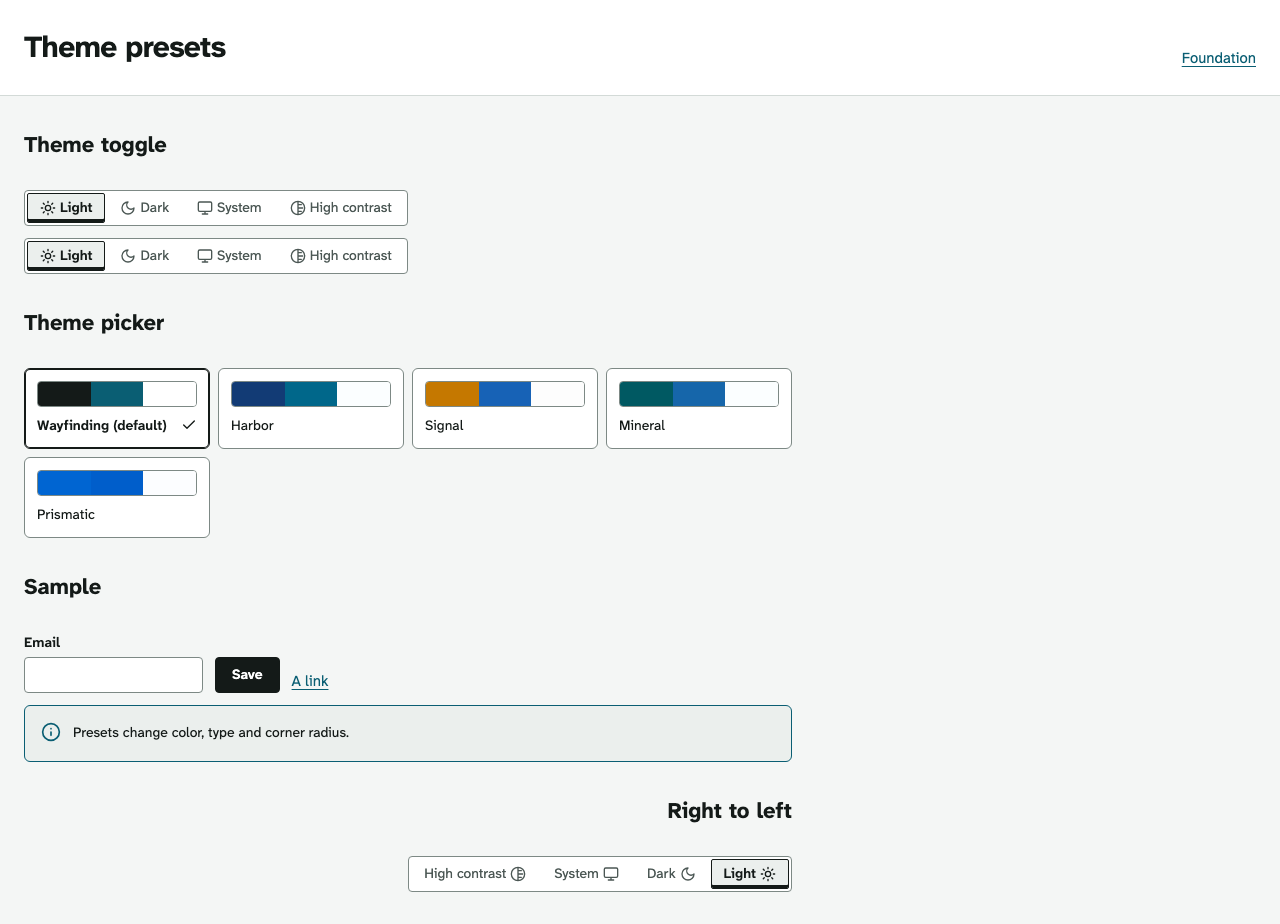 Theme presets
Foundation
Theme toggle
Light Dark System High contrast
Light Dark System High contrast
Theme picker
Wayfinding (default) Harbor Signal Mineral
Prismatic
Sample
Email
Save A link
Presets change color, type and corner radius.
Right to left
High contrast System Dark Light